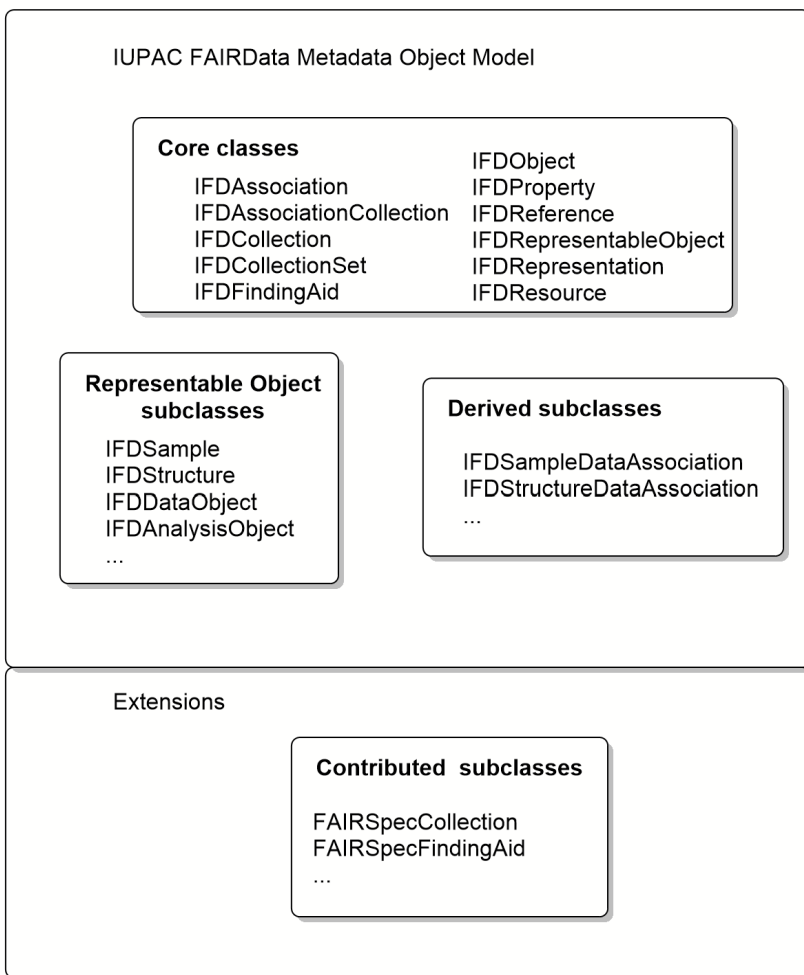 IUPAC FAIRData Metadata Object Model
Core classes
IFDAssociation
IFDAssociationCollection
IFDCollection
IFDCollectionSet
IFDFindingAid
IFDObject
IFDProperty
IFDReference
IFDRepresentableObject
IFDRepresentation
IFDResource
Representable Object
subclasses
IFDSample
IFDStructure
IFDDataObject
IFDAnalysisObject
...
Derived subclasses
IFDSampleDataAssociation
IFDStructureDataAssociation
...
Extensions
Contributed  subclasses
FAIRSpecCollection
FAIRSpecFindingAid
...